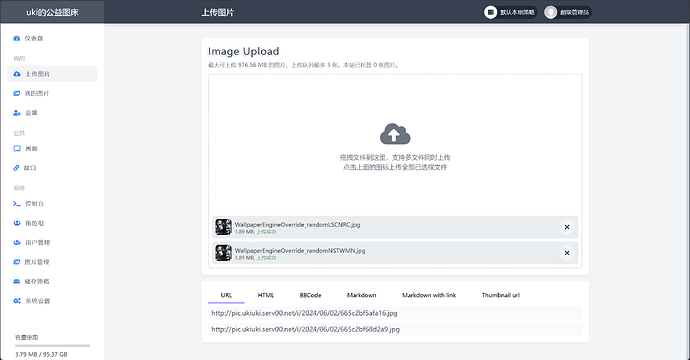 uki的公益图床
上传图片
默认本地策略
超级管理员
仪表盘
我的
上传图片
我的图片
设置
公共
画廊
接口
系统
控制台
角色组
用户管理
图片管理
储存策略
系统设置
容量使用
3.79 MB / 95.37 GB
Image Upload
最大可上传 976.56 MB 的图片，上传队列最多 3 张。本站已托管 0 张图片。
拖拽文件到这里，支持多文件同时上传
点击上面的图标上传全部已选择文件
WallpaperEngineOverride_randomLSCNRC.jpg
1.89 MB, 上传成功
WallpaperEngineOverride_randomNSTWMN.jpg
1.89 MB, 上传成功
URL HTML BBCode Markdown Markdown with link Thumbnail url
http://pic.ukiuki.serv00.net/i/2024/06/02/665c2bf5afa16.jpg
http://pic.ukiuki.serv00.net/i/2024/06/02/665c2bf68d2a9.jpg